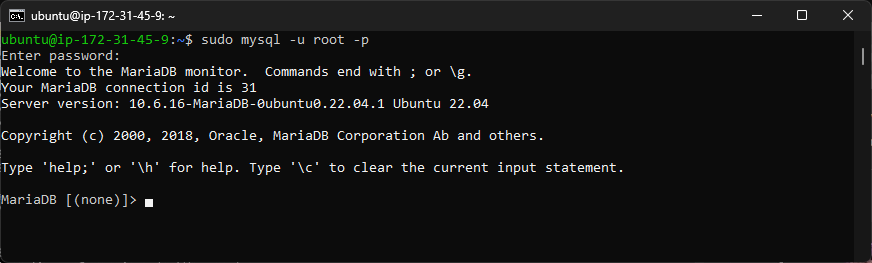 ubuntu@ip-172-31-45-9: ~
ubuntu@ip-172-31-45-9:~$ sudo mysql -u root -p
Enter password:
Welcome to the MariaDB monitor.  Commands end with ; or \g.
Your MariaDB connection id is 31
Server version: 10.6.16-MariaDB-0ubuntu0.22.04.1 Ubuntu 22.04
Copyright (c) 2000, 2018, Oracle, MariaDB Corporation Ab and others.
Type 'help;' or '\h' for help. Type '\c' to clear the current input statement.
MariaDB [(none)]>